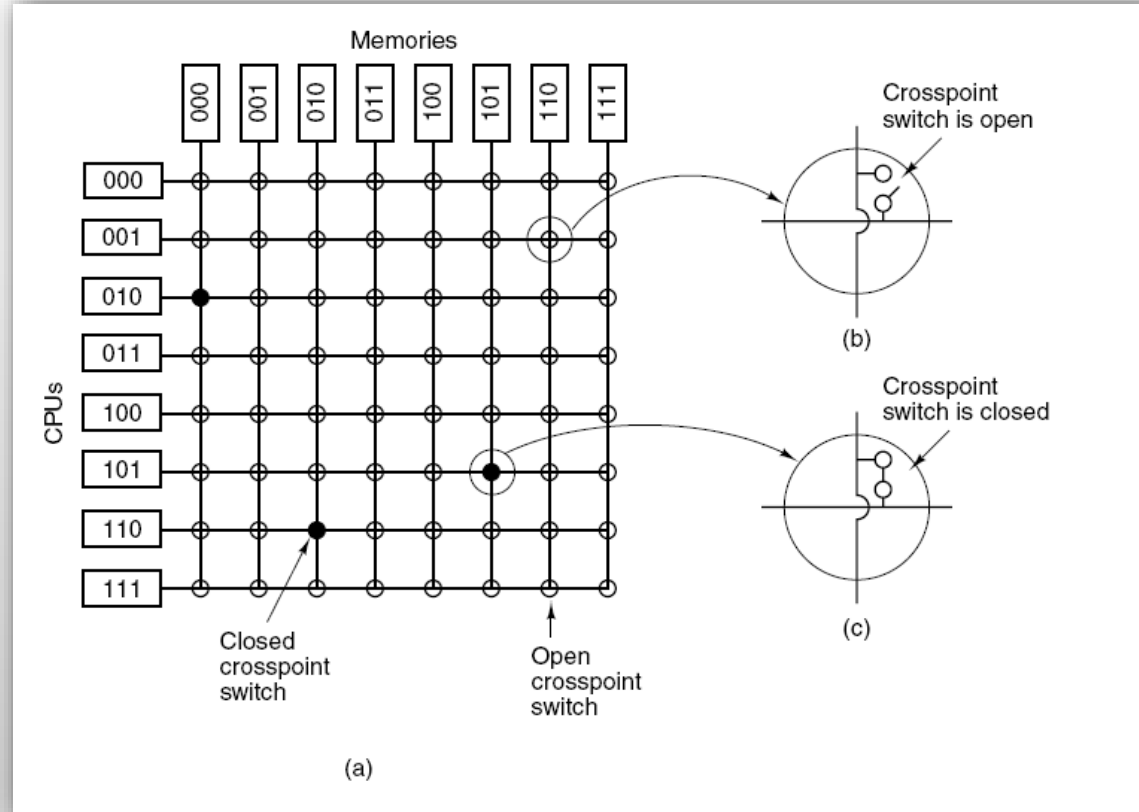 Memories
000
001
010
011
100
101
110
111
CPUs
000
001
010
011
100
101
110
111
Closed
crosspoint
switch
Open
crosspoint
switch
(a)
Crosspoint
switch is open
(b)
Crosspoint
switch is closed
(c)